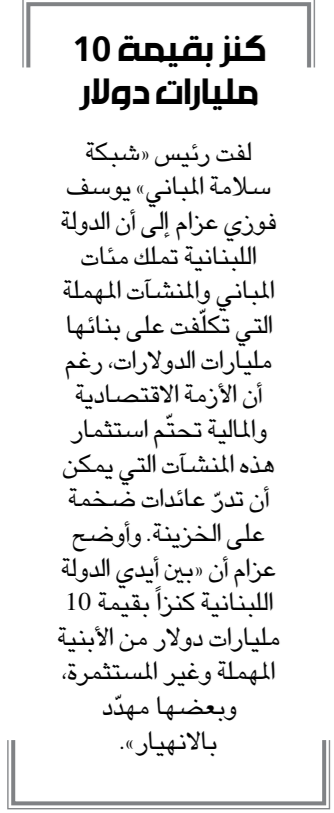 كنز بقيمة 10
مليارات دولار
لفت رئيس «شبكة
سلامة المباني» يوسف
فوزي عزام إلى أن الدولة
اللبنانية تملك مئات
المباني والمنشآت المهملة
التي تكلّفت على بنائها
مليارات الدولارات، رغم
أن الأزمة الاقتصادية
والمالية تحتّم استثمار
هذه المنشآت التي يمكن
أن تدرّ عائدات ضخمة
على الخزينة. وأوضح
عزام أن «بين أيدي الدولة
اللبنانية كنزاً بقيمة 10
مليارات دولار من الأبنية
المهملة وغير المستثمرة،
وبعضها مهدّد
بالانهيار».